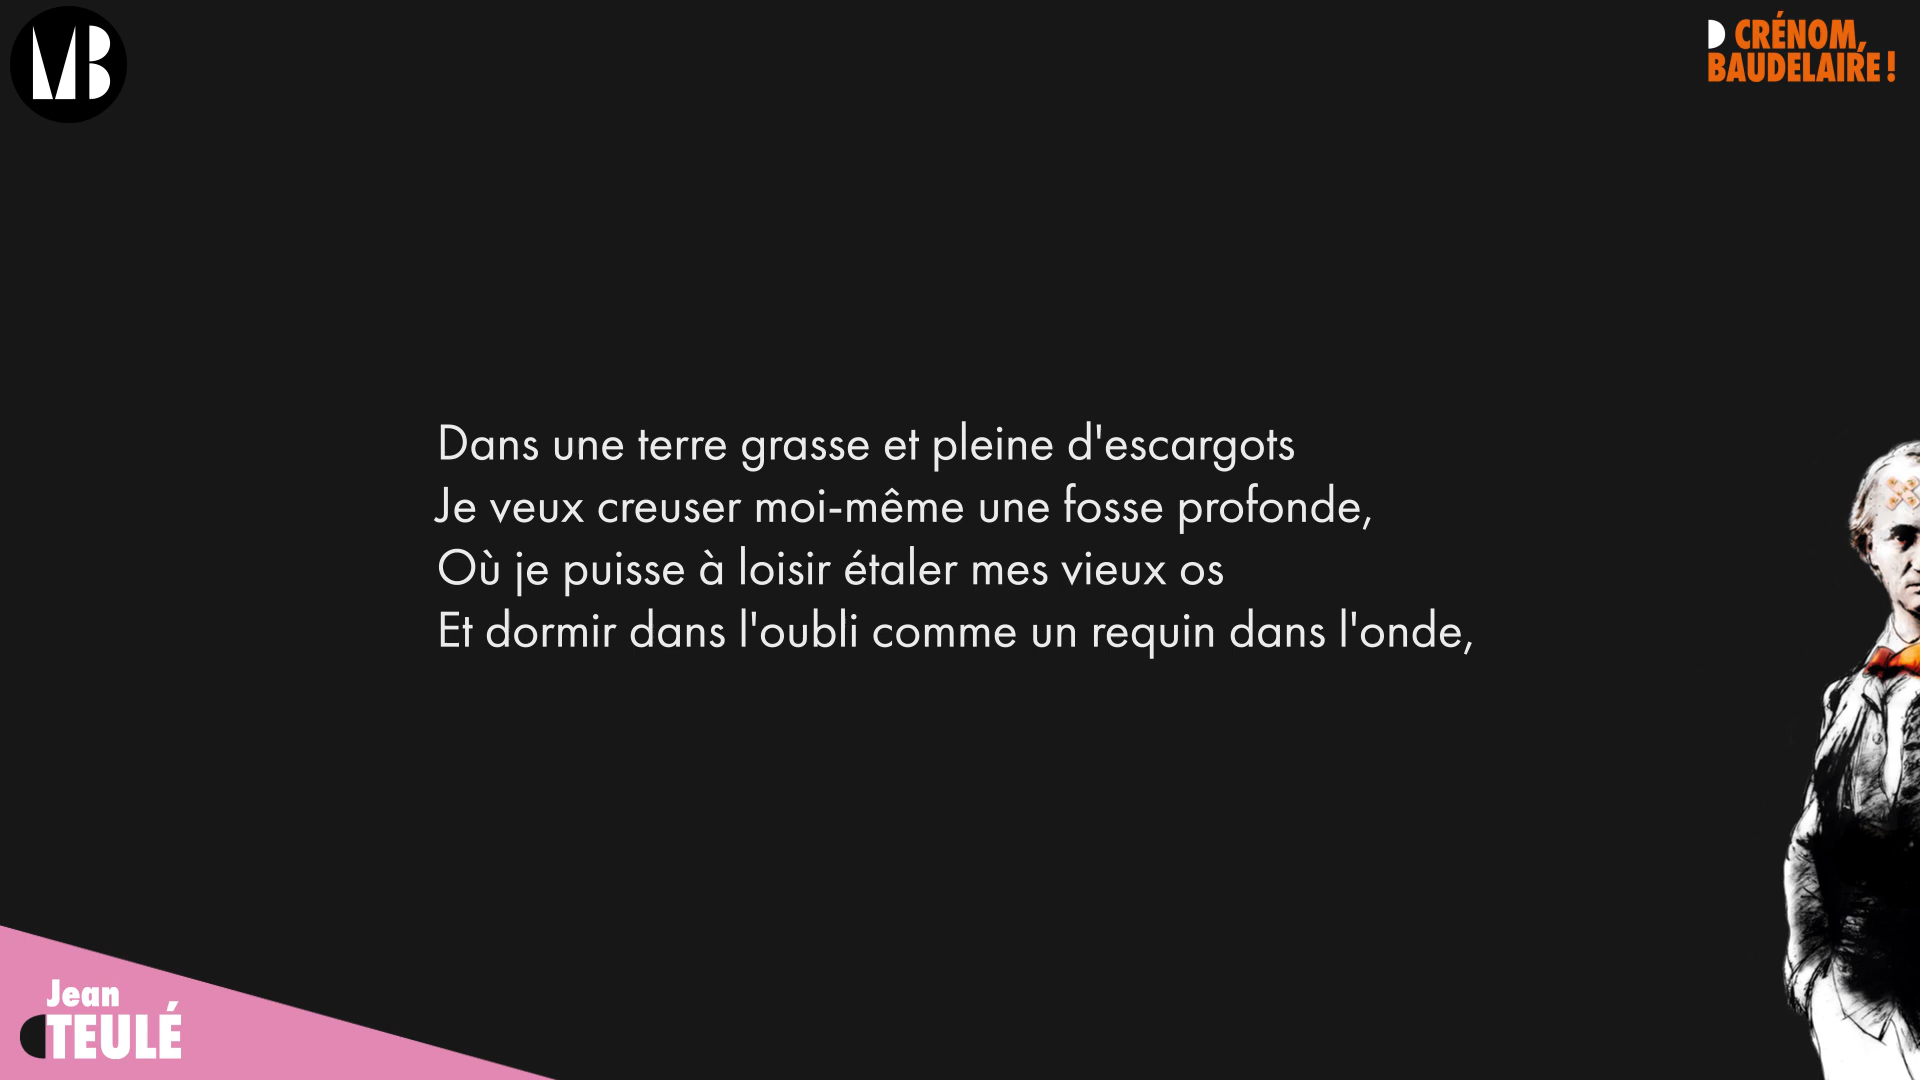 MB
CRÉNOM,
BAUDELAIRE !
Dans une terre grasse et pleine d'escargots
Je veux creuser moi-même une fosse profonde,
Où je puisse à loisir étaler mes vieux os
Et dormir dans l'oubli comme un requin dans l'onde,
Jean
TEULÉ